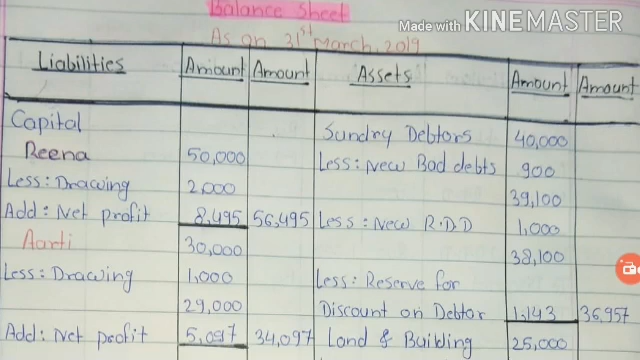 Balance Sheet
Made with KINEMASTER
As on 31st March, 2019
Liabilities Amount Amount Assets Amount Amount
Capital Sundry Debtors 40,000
Reena 50,000 Less: New Bad debts 900
Less: Drawing 2,000 39,100
Add: Net profit 8,495 56,495 Less: New R.D.D 1,000
Aarti 30,000 38,100
Less: Drawing 1,000 Less: Reserve for
29,000 Discount on Debtor 1,143 36,957
Add: Net profit 5,097 34,097 Land & Building 25,000